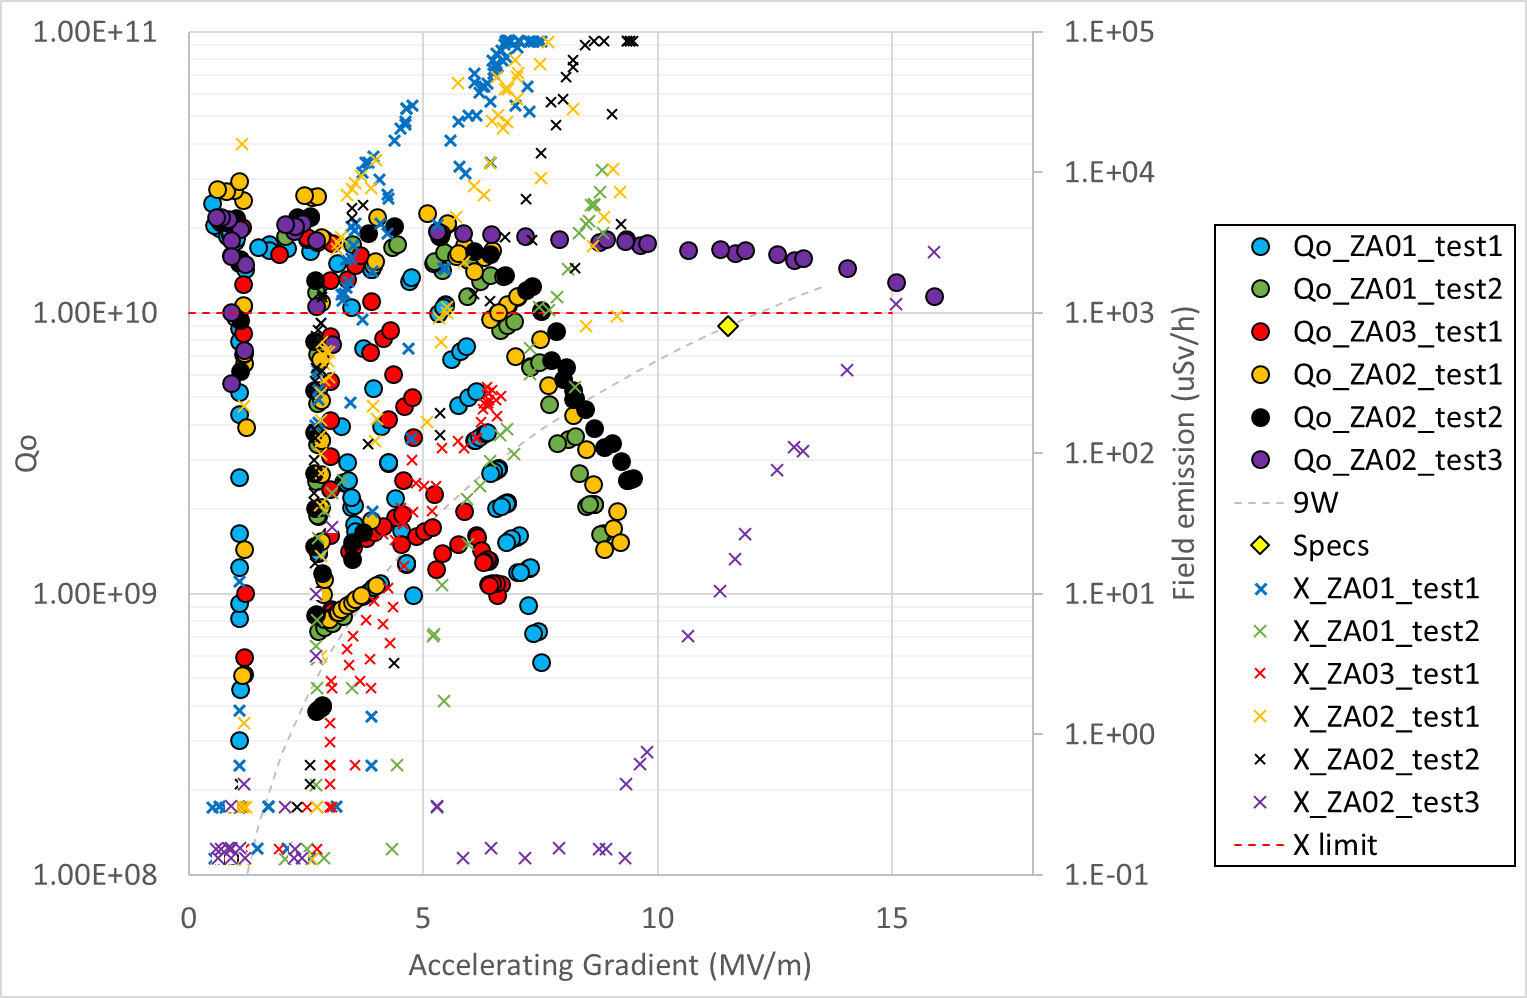 1.00E+11
1.00E+10
1.00E+09
1.00E+08
Qo
0
5
10
15
Accelerating Gradient (MV/m)
1.E+05
1.E+04
1.E+03
1.E+02
1.E+01
1.E+00
1.E-01
Field emission (uSv/h)
Qo_ZA01_test1
Qo_ZA01_test2
Qo_ZA03_test1
Qo_ZA02_test1
Qo_ZA02_test2
Qo_ZA02_test3
9W
Specs
X_ZA01_test1
X_ZA01_test2
X_ZA03_test1
X_ZA02_test1
X_ZA02_test2
X_ZA02_test3
X limit